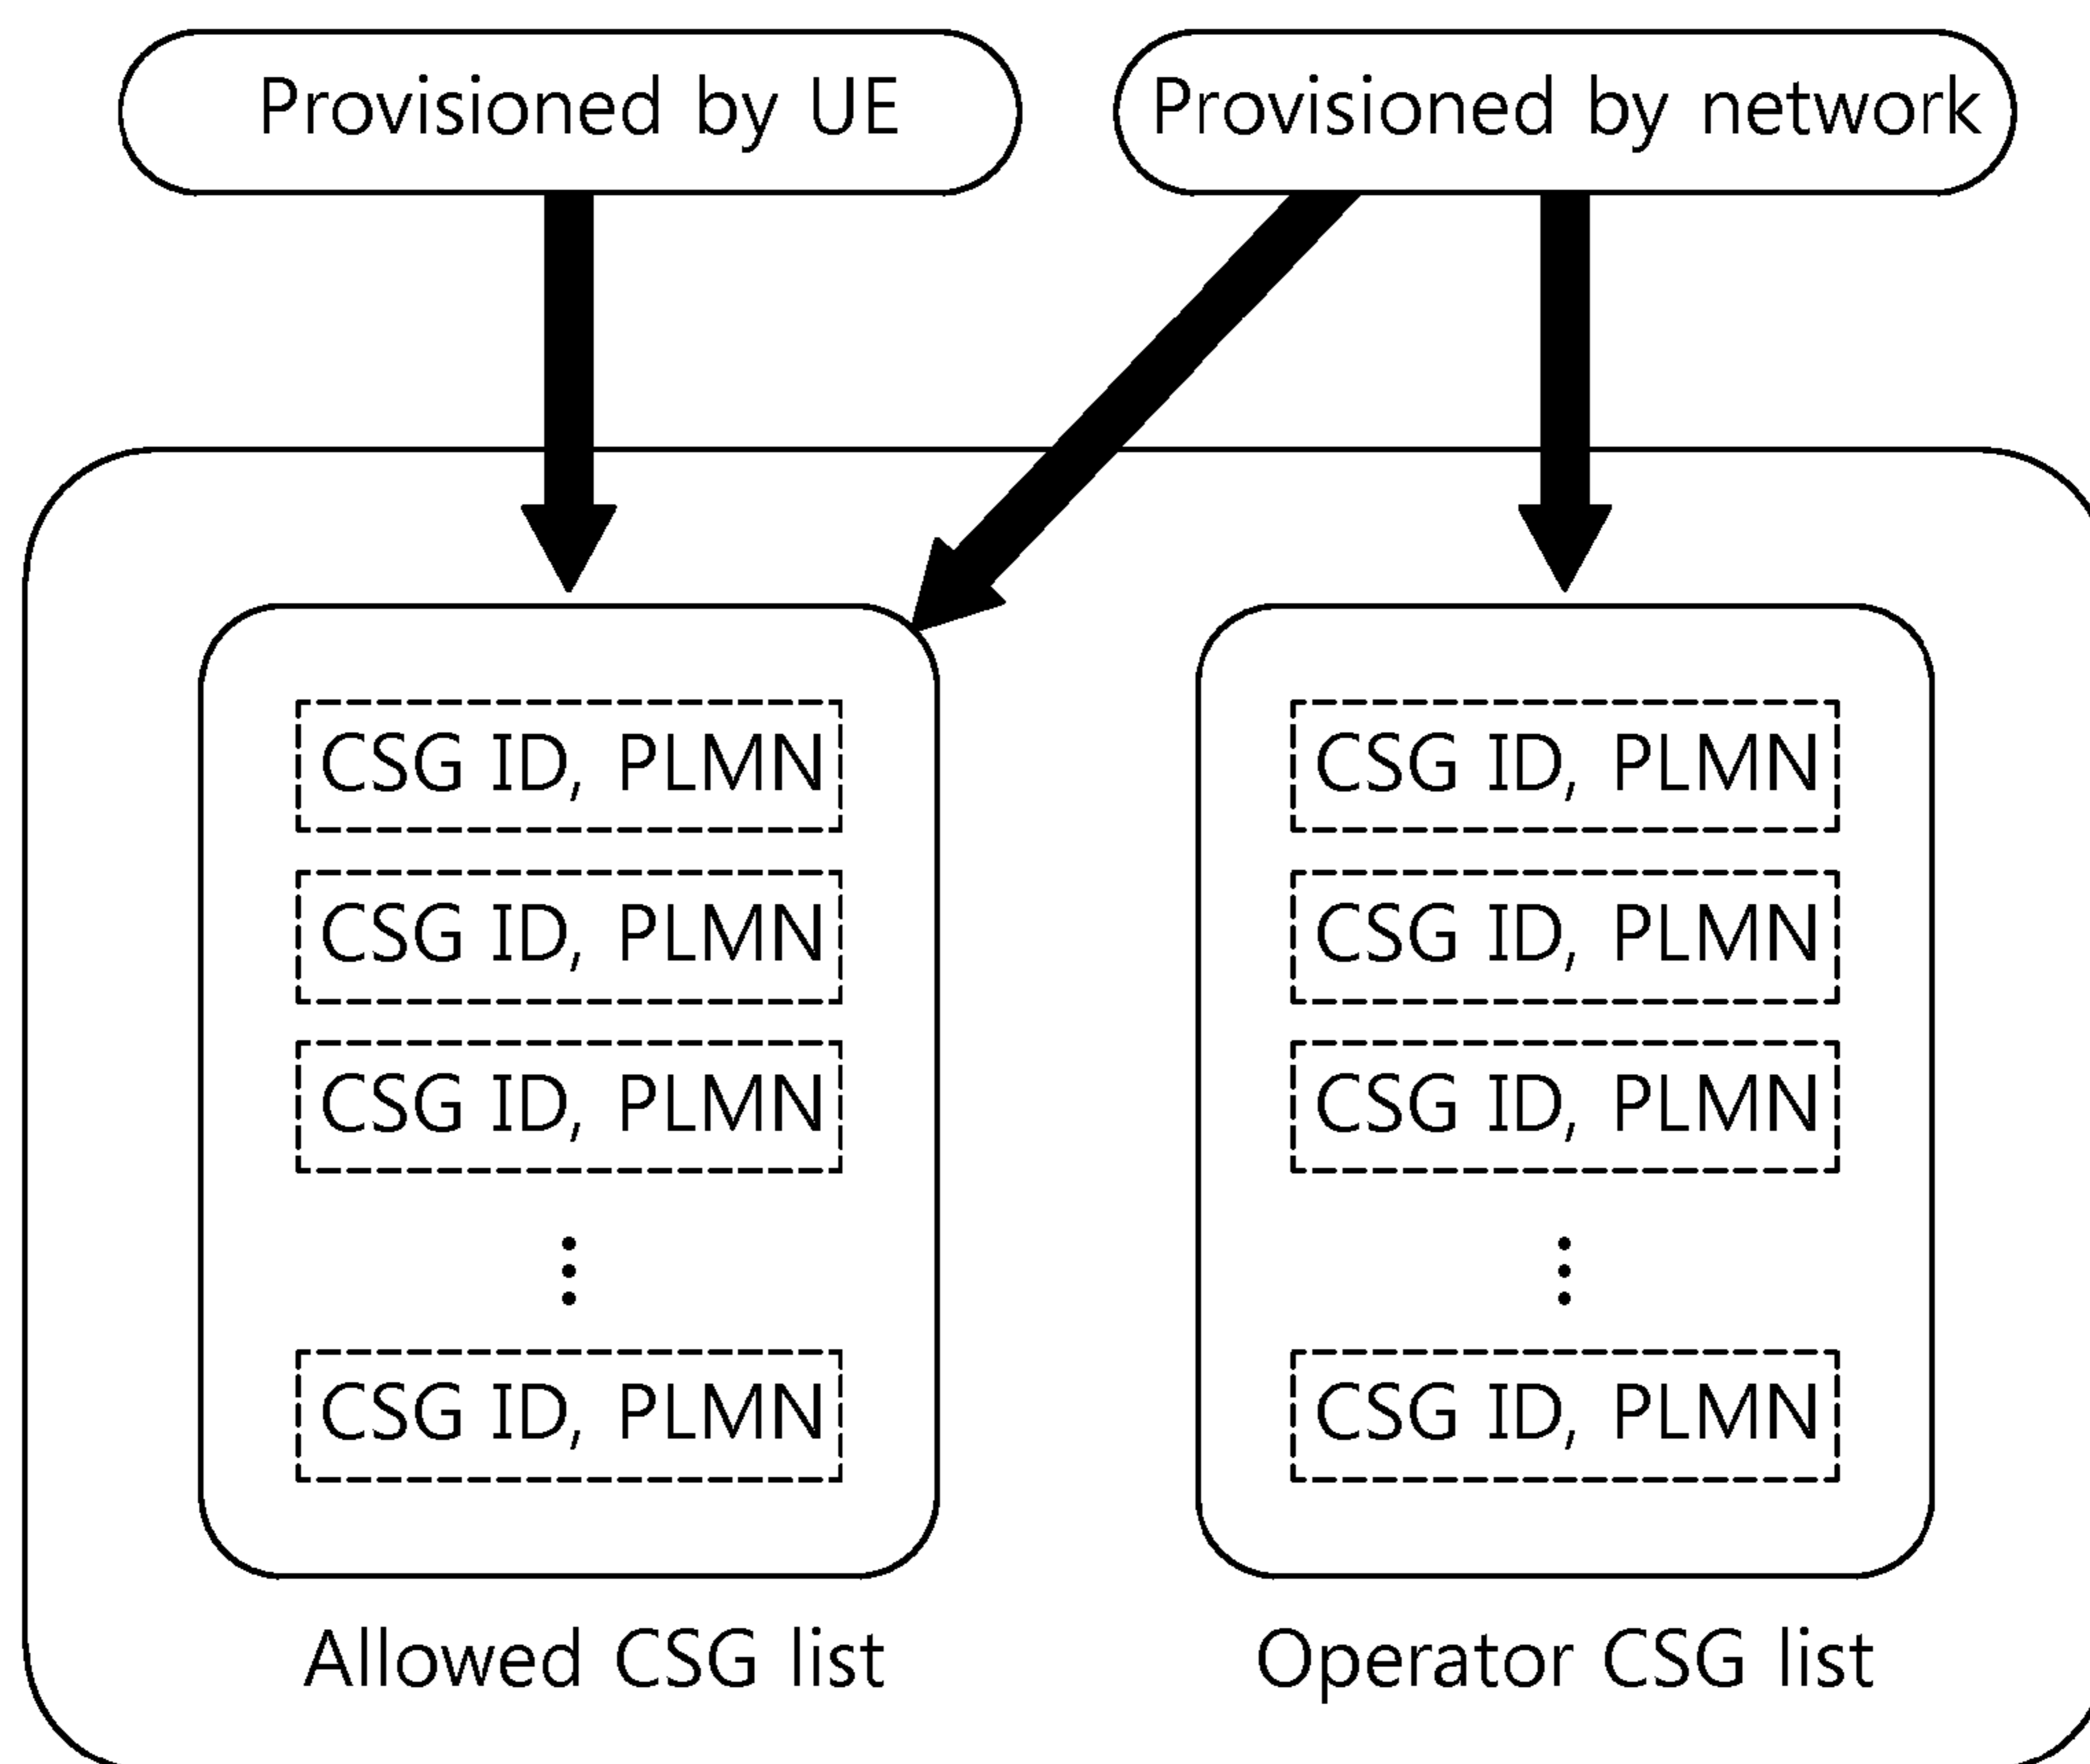 Provisioned by UE
Provisioned by network
CSG ID, PLMN
CSG ID, PLMN
CSG ID, PLMN
CSG ID, PLMN
Allowed CSG list
CSG ID, PLMN
CSG ID, PLMN
CSG ID, PLMN
CSG ID, PLMN
Operator CSG list